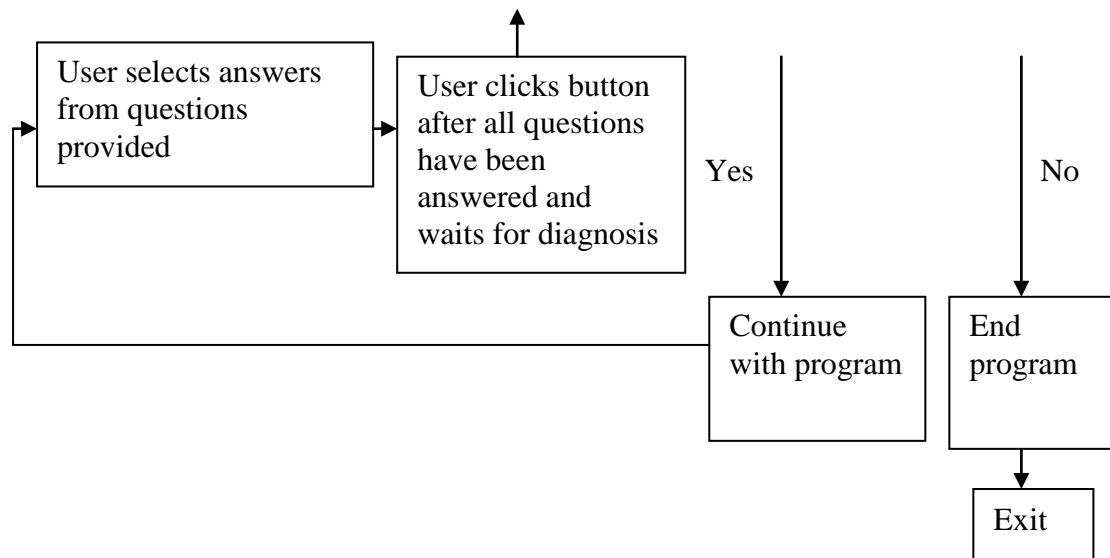 User selects answers
from questions
provided
User clicks button
after all questions
have been
answered and
waits for diagnosis
Yes
No
Continue
with program
End
program
Exit